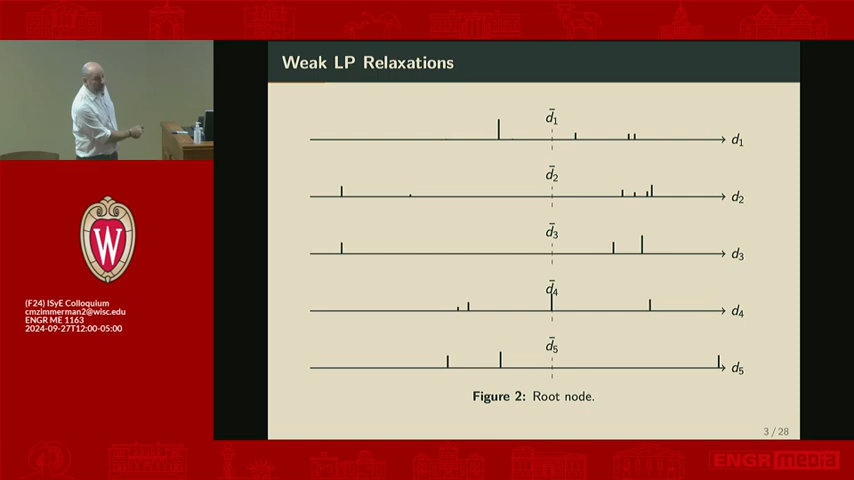 Weak LP Relaxations
d̄₁
d₁
d̄₂
d₂
d̄₃
d₃
d̄₄
d₄
d̄₅
d₅
Figure 2: Root node.
3 / 28
W
(F24) ISyE Colloquium
cmzimmerman2@wisc.edu
ENGR ME 1163
2024-09-27T12:00-05:00
ENGR media